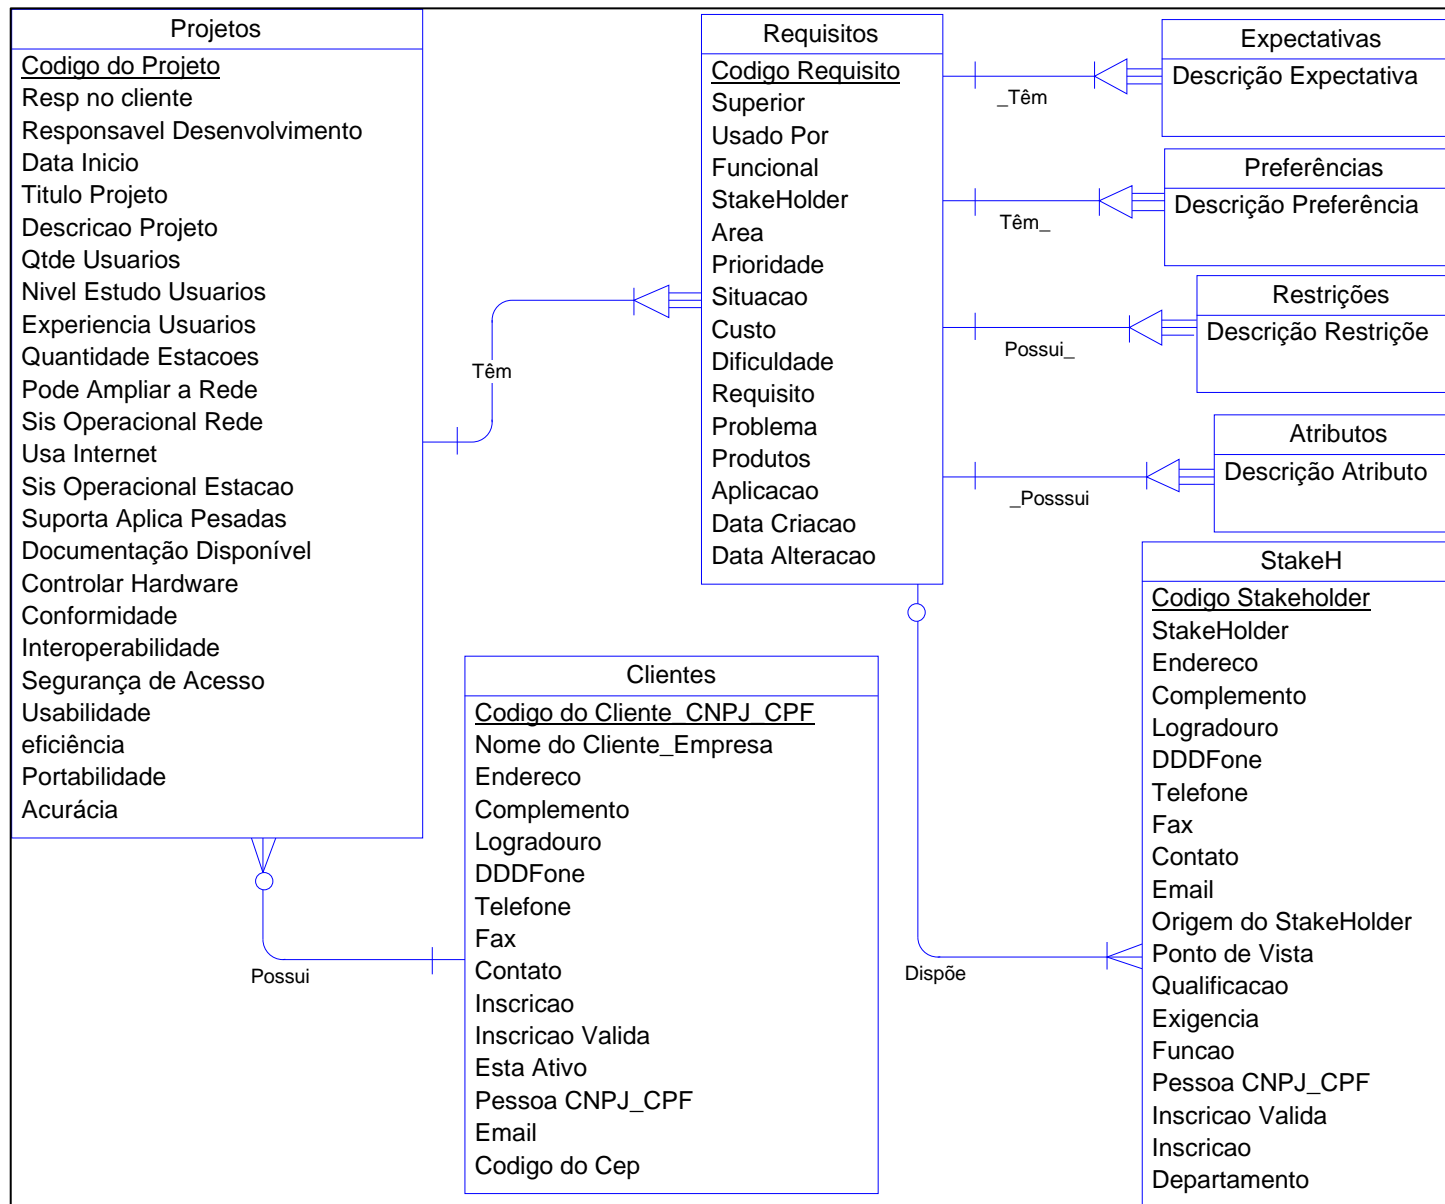 Projetos
Codigo do Projeto
Resp no cliente
Responsavel Desenvolvimento
Data Inicio
Titulo Projeto
Descricao Projeto
Qtde Usuarios
Nivel Estudo Usuarios
Experiencia Usuarios
Quantidade Estacoes
Pode Ampliar a Rede
Sis Operacional Rede
Usa Internet
Sis Operacional Estacao
Suporta Aplica Pesadas
Documentação Disponível
Controlar Hardware
Conformidade
Interoperabilidade
Segurança de Acesso
Usabilidade
eficiência
Portabilidade
Acurácia
Têm
Possui
Requisitos
Codigo Requisito
Superior
Usado Por
Funcional
StakeHolder
Area
Prioridade
Situacao
Custo
Dificuldade
Requisito
Problema
Produtos
Aplicacao
Data Criacao
Data Alteracao
Clientes
Codigo do Cliente_CNPJ_CPF
Nome do Cliente_Empresa
Endereco
Complemento
Logradouro
DDDFone
Telefone
Fax
Contato
Inscricao
Inscricao Valida
Esta Ativo
Pessoa CNPJ_CPF
Email
Codigo do Cep
_Têm
Têm_
Possui_
_Posssui
Dispõe
Expectativas
Descrição Expectativa
Preferências
Descrição Preferência
Restrições
Descrição Restriçõe
Atributos
Descrição Atributo
StakeH
Codigo Stakeholder
StakeHolder
Endereco
Complemento
Logradouro
DDDFone
Telefone
Fax
Contato
Email
Origem do StakeHolder
Ponto de Vista
Qualificacao
Exigencia
Funcao
Pessoa CNPJ_CPF
Inscricao Valida
Inscricao
Departamento